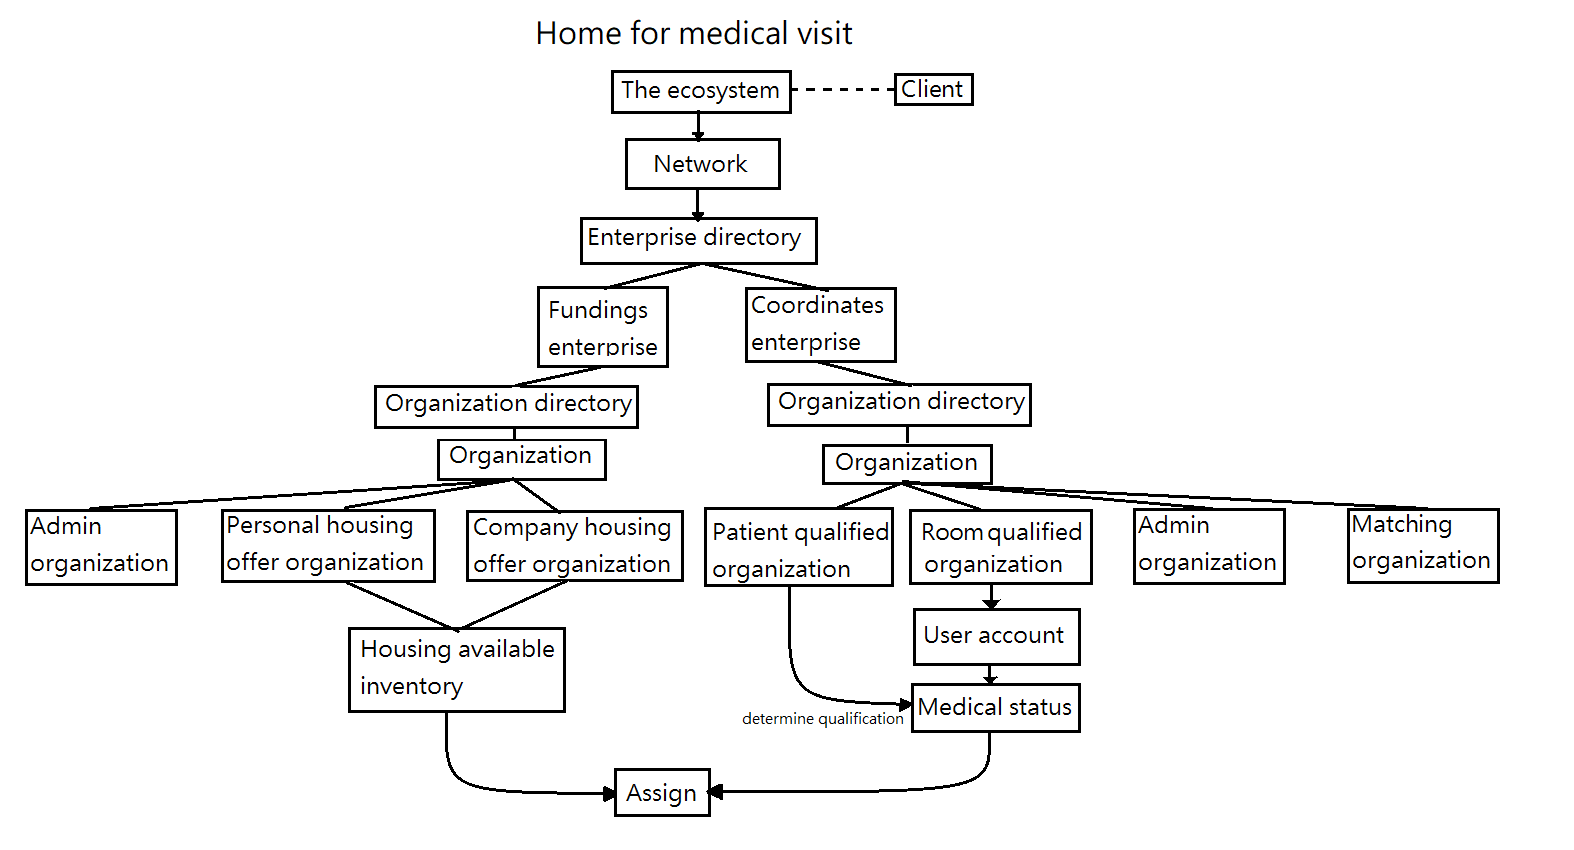 Home for medical visit
The ecosystem
Client
Network
Enterprise directory
Fundings
enterprise
Coordinates
enterprise
Organization directory
Organization directory
Organization
Organization
Admin
organization
Personal housing
offer organization
Company housing
offer organization
Patient qualified
organization
Room qualified
organization
Admin
organization
Matching
organization
User account
Housing available
inventory
Medical status
determine qualification
Assign